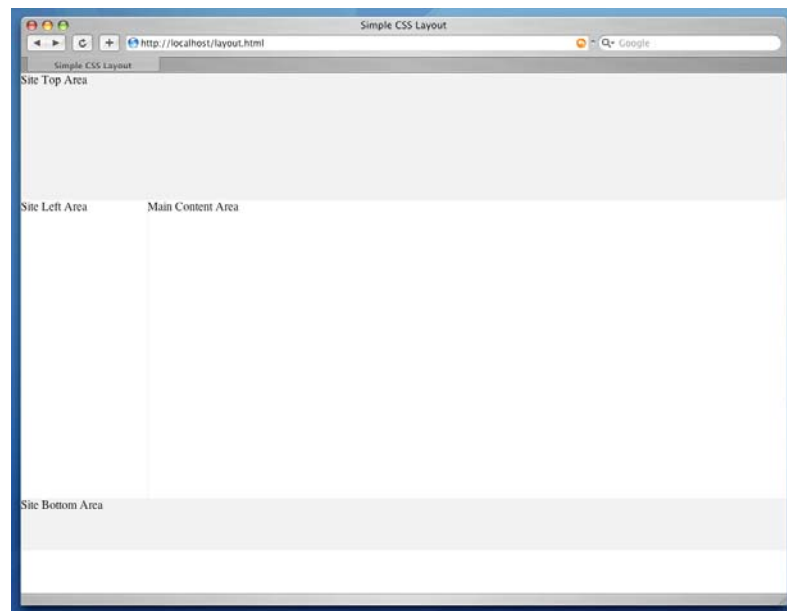 Simple CSS Layout
http://localhost/layout.html
Google
Simple CSS Layout
Site Top Area
Site Left Area
Main Content Area
Site Bottom Area